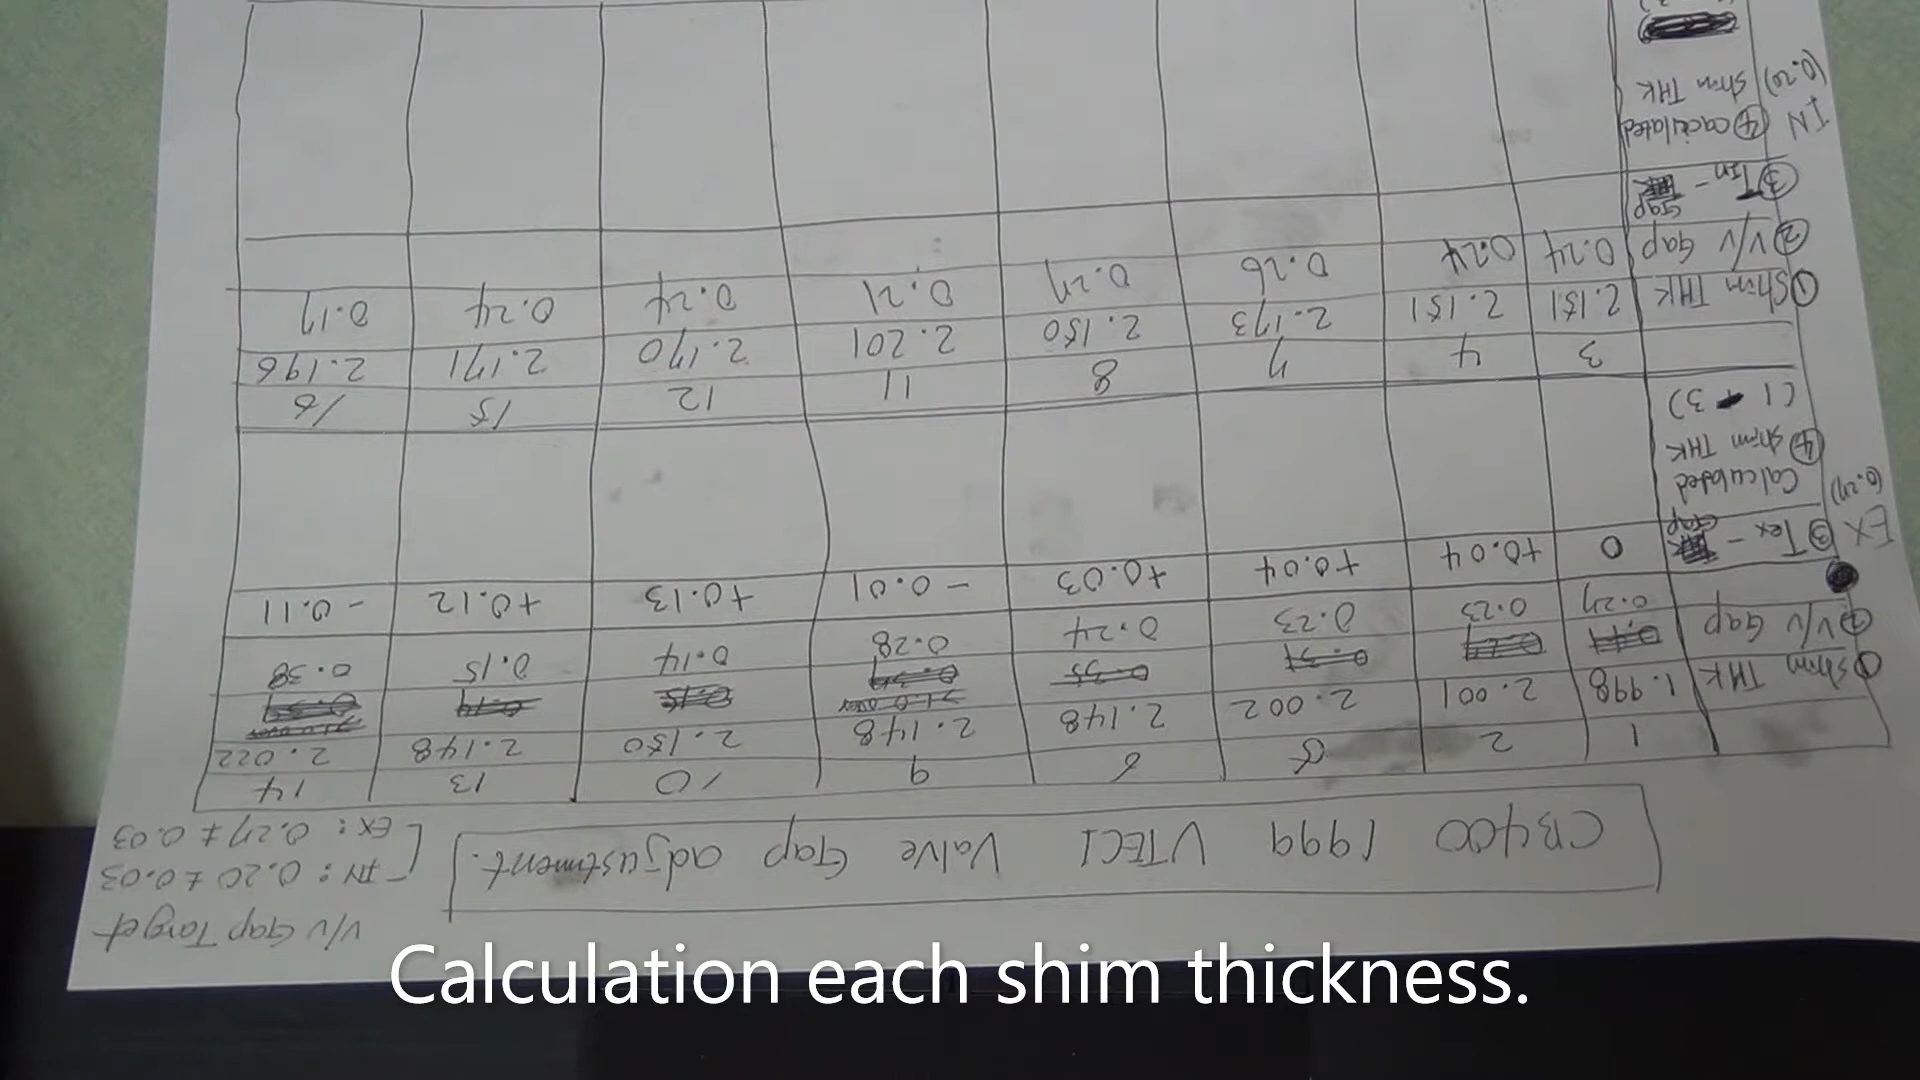 V/V Gap Target
IN: 0.20 ± 0.03
EX: 0.27 ± 0.03
CB400 1999 VTEC1 Valve Gap adjustment.
1 2 5 6 9 10 13 14
① Shim THK 1.998 2.001 2.002 2.148 2.148 2.150 2.148 2.022
② V/V Gap 0.27 0.23 0.23 0.24 0.28 0.14 0.15 0.38
EX
(0.27)
③ Tex - Gap 0 +0.04 +0.04 +0.03 -0.01 +0.13 +0.12 -0.11
Calculated
④ Shim THK
(1 + 3)
3 4 7 8 11 12 15 16
① Shim THK 2.151 2.151 2.173 2.150 2.201 2.170 2.171 2.196
② V/V Gap 0.24 0.24 0.26 0.27 0.21 0.24 0.24 0.17
③ Tin - Gap
IN
(0.20)
④ Caculated
Shim THK
Calculation each shim thickness.